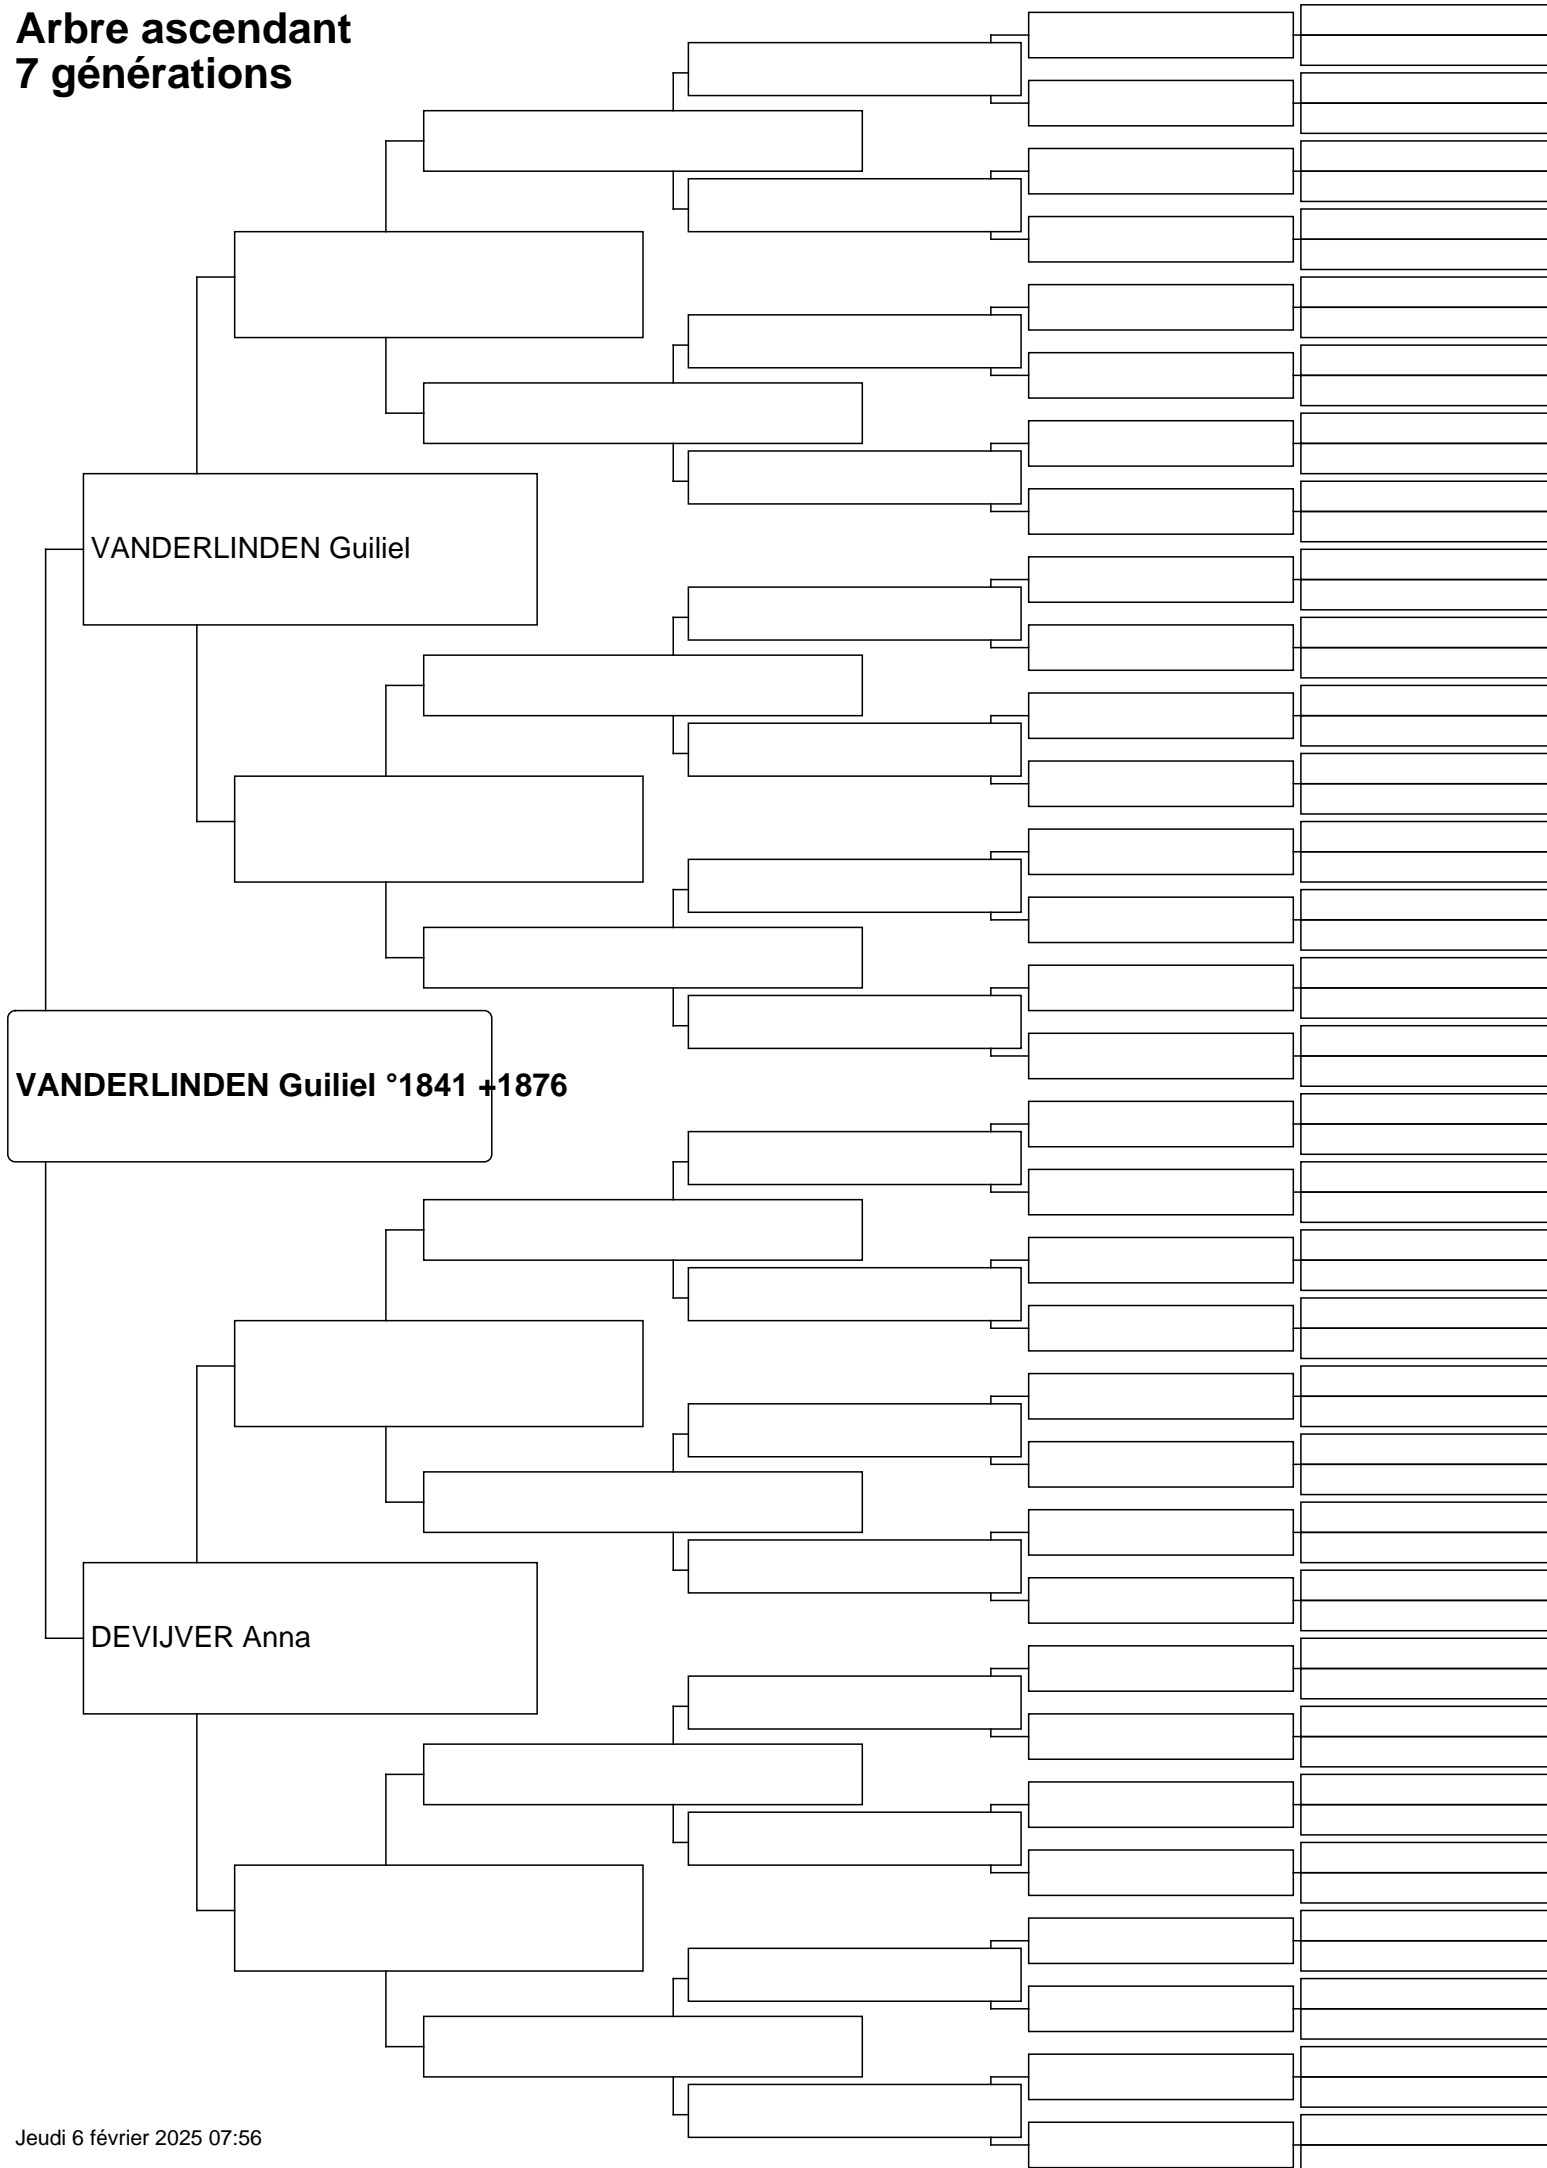 Arbre ascendant
7 générations
VANDERLINDEN Guiliel
VANDERLINDEN Guiliel °1841 +1876
DEVIJVER Anna
Jeudi 6 février 2025 07:56